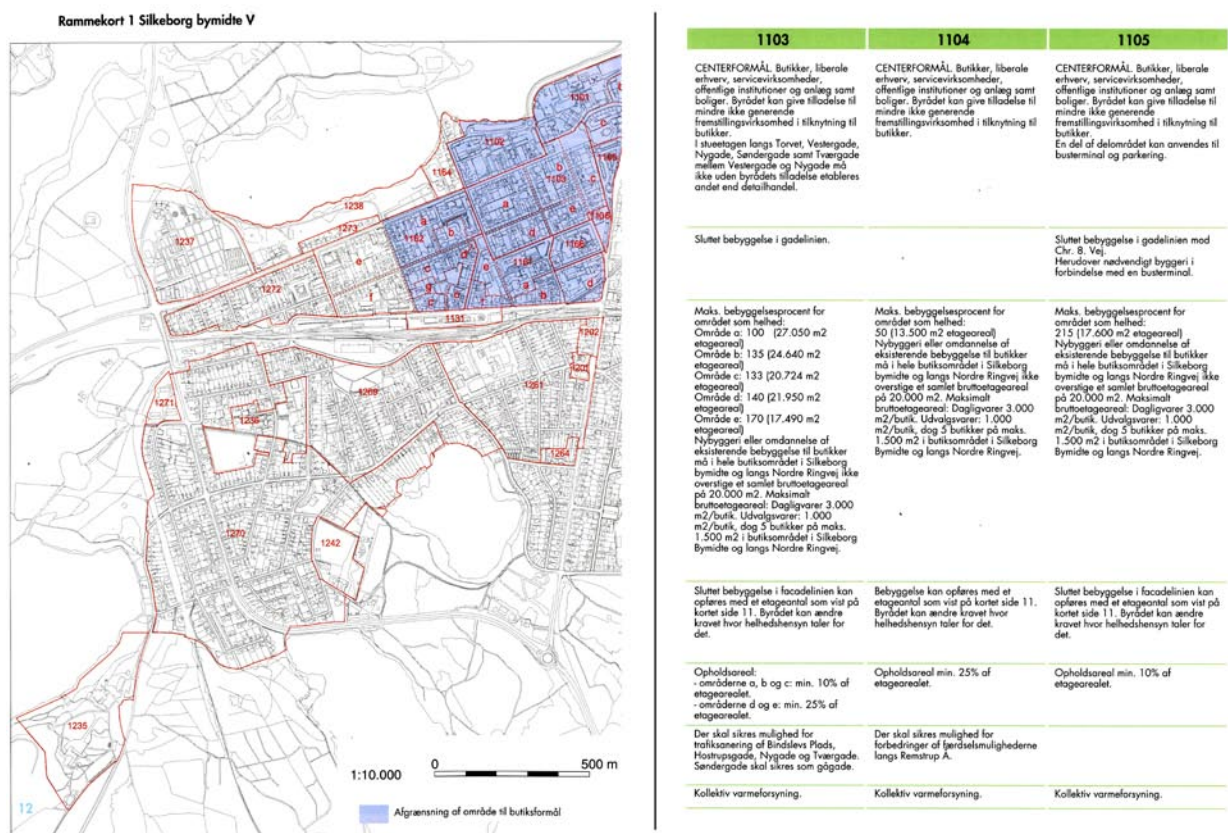 Rammekort 1 Silkeborg bymidte V
1101
1102
b
b
1154
b
1103
c
1238
a
e
1106
1237
1273
a
1162
b
d
e
c
d
e
1272
g
a
b
d
f
c
e
f
1131
1202
1271
1269
1261
1236
1264
1270
1242
1235
1:10.000
0
500 m
Afgrænsning af område til butiksformål
12
1103
CENTERFORMÅL. Butikker, liberale
erhverv, servicevirksomheder,
offentlige institutioner og anlæg samt
boliger. Byrådet kan give tilladelse til
mindre ikke generende
fremstillingsvirksomhed i tilknytning til
butikker.
I stueetagen langs Torvet, Vestergade,
Nygade, Søndergade samt Tværgade
mellem Vestergade og Nygade må
ikke uden byrådets tilladelse etableres
andet end detailhandel.
Sluttet bebyggelse i gadelinien.
Maks. bebyggelsesprocent for
området som helhed:
Område a: 100 (27.050 m2
etageareal)
Område b: 135 (24.640 m2
etageareal)
Område c: 133 (20.724 m2
etageareal)
Område d: 140 (21.950 m2
etageareal)
Område e: 170 (17.490 m2
etageareal)
Nybyggeri eller omdannelse af
eksisterende bebyggelse til butikker
må i hele butiksområdet i Silkeborg
bymidte og langs Nordre Ringvej ikke
overstige et samlet bruttoetageareal
på 20.000 m2. Maksimalt
bruttoetageareal: Dagligvarer 3.000
m2/butik. Udvalgsvarer: 1.000
m2/butik, dog 5 butikker på maks.
1.500 m2 i butiksområdet i Silkeborg
Bymidte og langs Nordre Ringvej.
Sluttet bebyggelse i facadelinien kan
opføres med et etageantal som vist på
kortet side 11. Byrådet kan ændre
kravet hvor helhedshensyn taler for
det.
Opholdsareal:
- områderne a, b og c: min. 10% af
etagearealet.
- områderne d og e: min. 25% af
etagearealet.
Der skal sikres mulighed for
trafiksanering af Bindslevs Plads,
Hostrupsgade, Nygade og Tværgade.
Søndergade skal sikres som gågade.
Kollektiv varmeforsyning.
1104
CENTERFORMÅL. Butikker, liberale
erhverv, servicevirksomheder,
offentlige institutioner og anlæg samt
boliger. Byrådet kan give tilladelse til
mindre ikke generende
fremstillingsvirksomhed i tilknytning til
butikker.
Maks. bebyggelsesprocent for
området som helhed:
50 (13.500 m2 etageareal)
Nybyggeri eller omdannelse af
eksisterende bebyggelse til butikker
må i hele butiksområdet i Silkeborg
bymidte og langs Nordre Ringvej ikke
overstige et samlet bruttoetageareal
på 20.000 m2. Maksimalt
bruttoetageareal: Dagligvarer 3.000
m2/butik. Udvalgsvarer: 1.000
m2/butik, dog 5 butikker på maks.
1.500 m2 i butiksområdet i Silkeborg
Bymidte og langs Nordre Ringvej.
Bebyggelse kan opføres med et
etageantal som vist på kortet side 11.
Byrådet kan ændre kravet hvor
helhedshensyn taler for det.
Opholdsareal min. 25% af
etagearealet.
Der skal sikres mulighed for
forbedringer af færdselsmulighederne
langs Remstrup Å.
Kollektiv varmeforsyning.
1105
CENTERFORMÅL. Butikker, liberale
erhverv, servicevirksomheder,
offentlige institutioner og anlæg samt
boliger. Byrådet kan give tilladelse til
mindre ikke generende
fremstillingsvirksomhed i tilknytning til
butikker.
En del af delområdet kan anvendes til
busterminal og parkering.
Sluttet bebyggelse i gadelinien mod
Chr. 8. Vej.
Herudover nødvendigt byggeri i
forbindelse med en busterminal.
Maks. bebyggelsesprocent for
området som helhed:
215 (17.600 m2 etageareal)
Nybyggeri eller omdannelse af
eksisterende bebyggelse til butikker
må i hele butiksområdet i Silkeborg
bymidte og langs Nordre Ringvej ikke
overstige et samlet bruttoetageareal
på 20.000 m2. Maksimalt
bruttoetageareal: Dagligvarer 3.000
m2/butik. Udvalgsvarer: 1.000
m2/butik, dog 5 butikker på maks.
1.500 m2 i butiksområdet i Silkeborg
Bymidte og langs Nordre Ringvej.
Sluttet bebyggelse i facadelinien kan
opføres med et etageantal som vist på
kortet side 11. Byrådet kan ændre
kravet hvor helhedshensyn taler for
det.
Opholdsareal min. 10% af
etagearealet.
Kollektiv varmeforsyning.